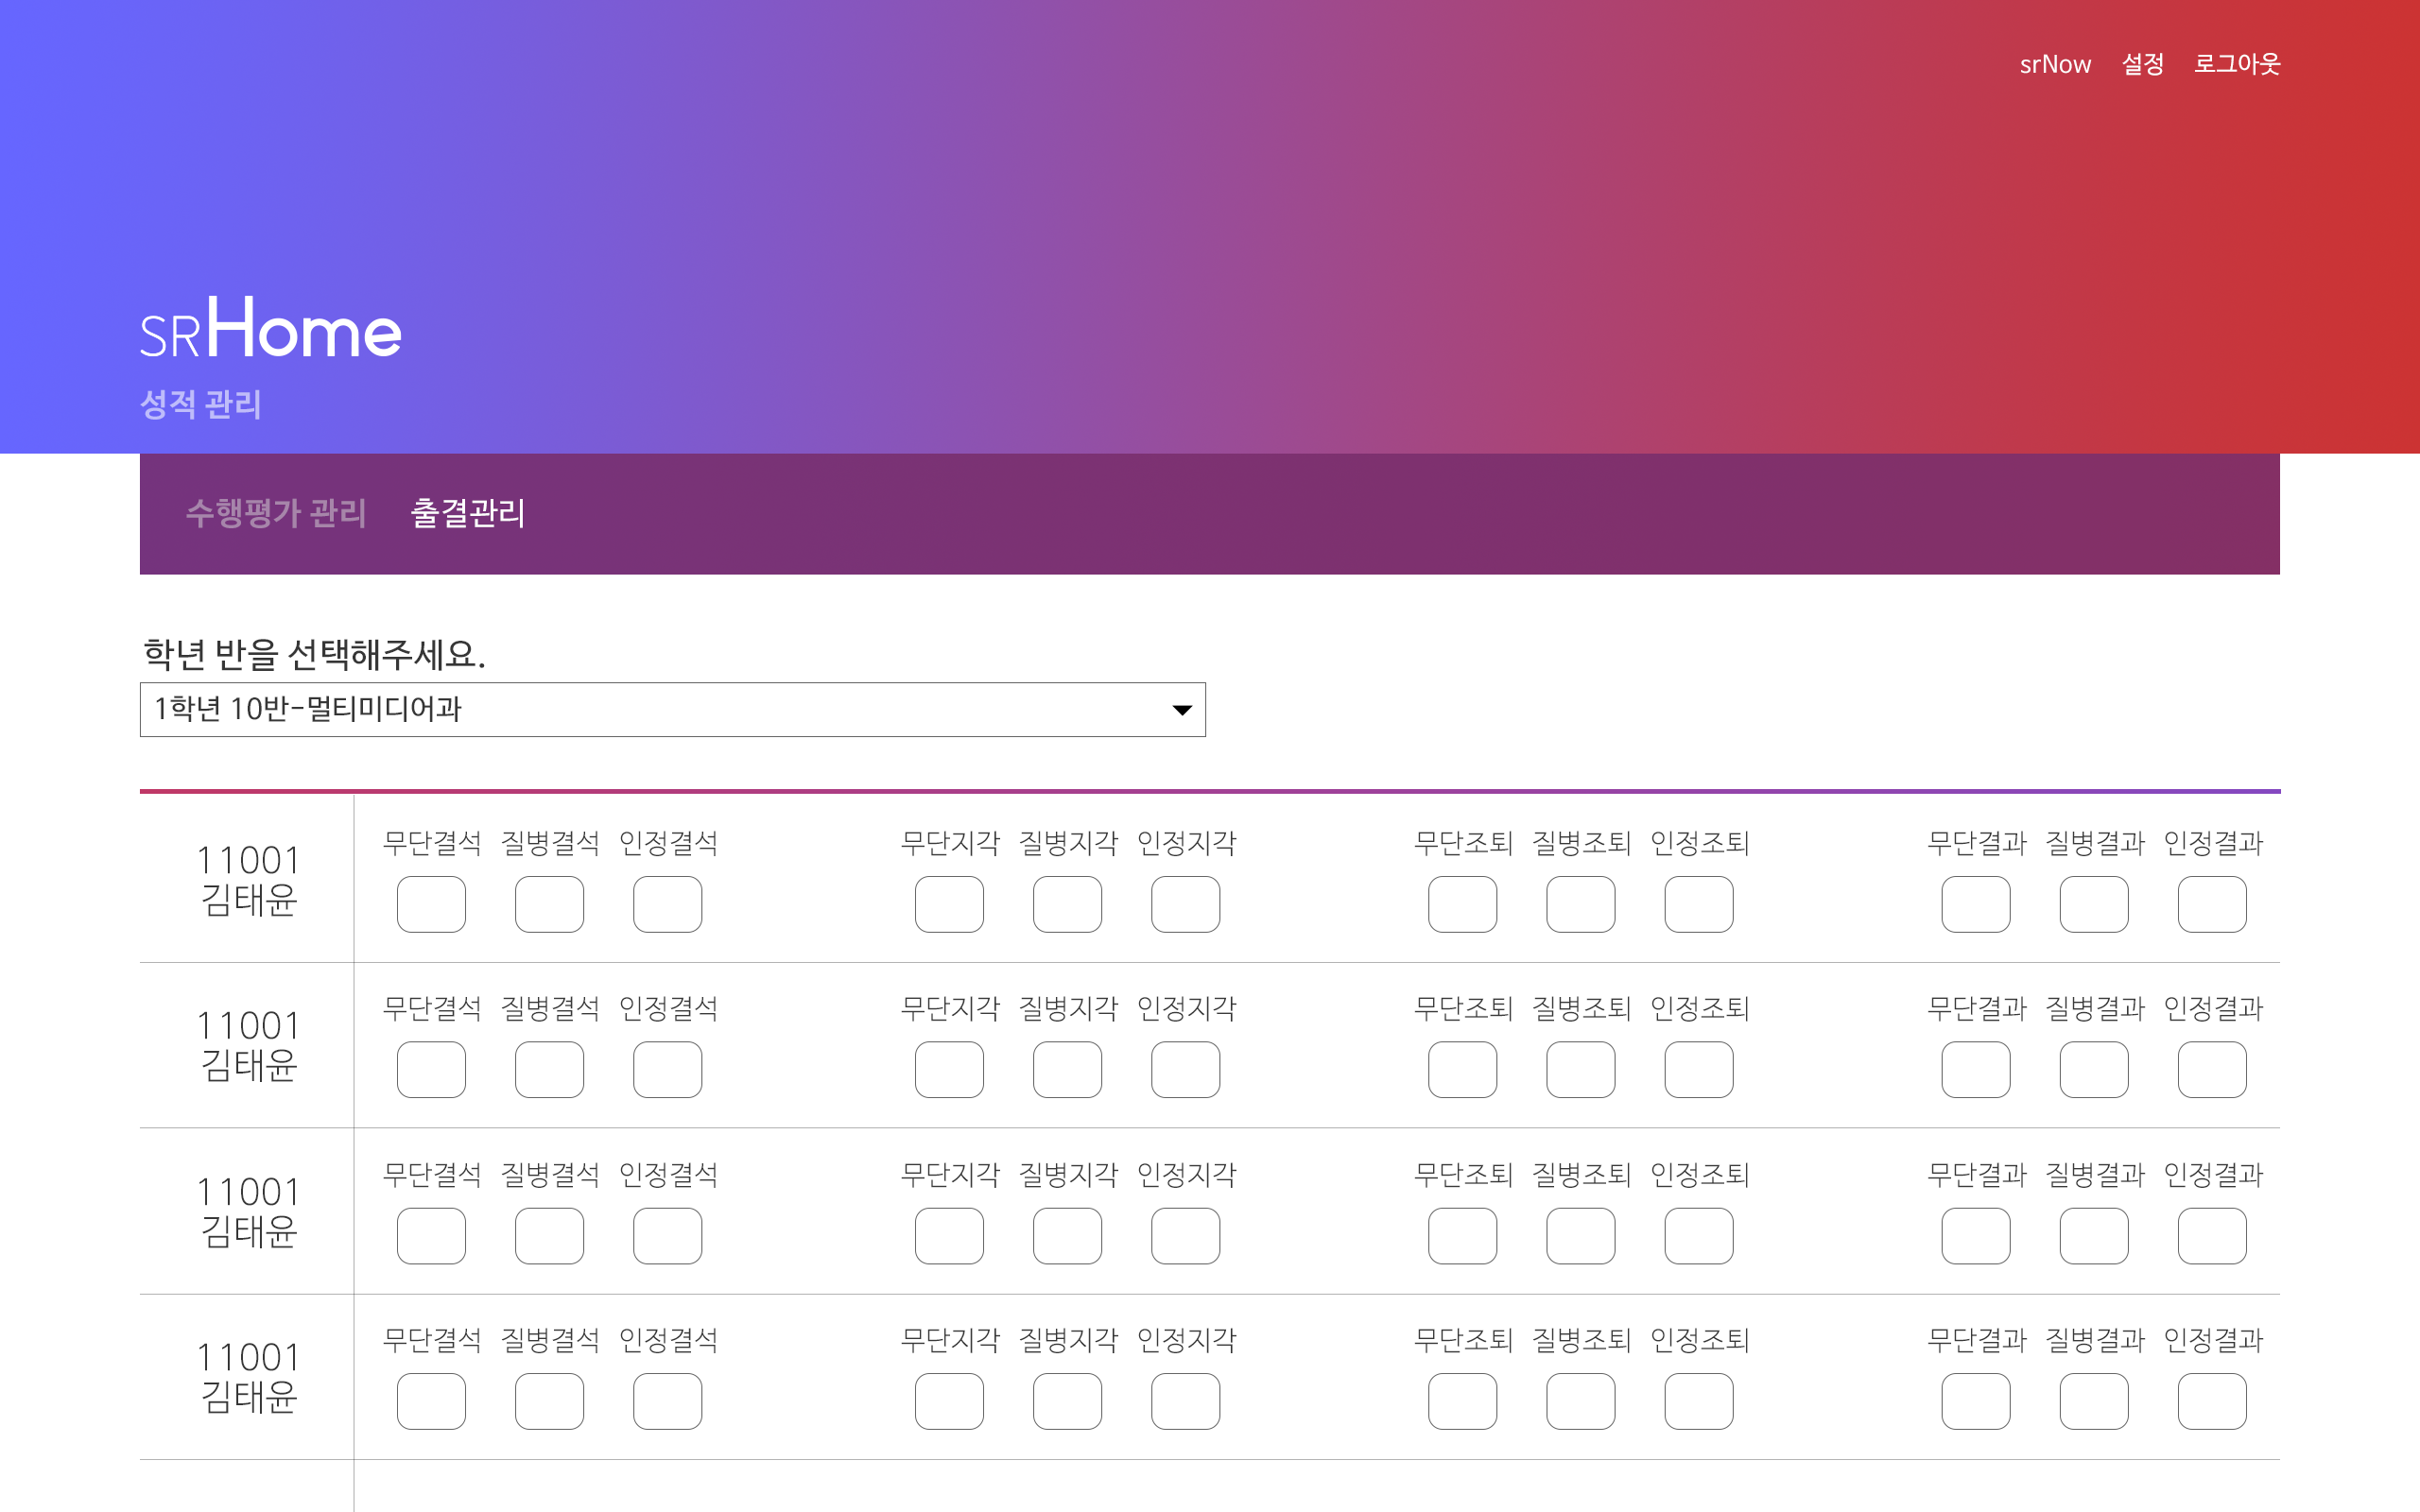 srNow 설정 로그아웃
SRHome
성적 관리
수행평가 관리 출결관리
학년 반을 선택해주세요.
1학년 10반-멀티미디어과
11001
김태윤
무단결석 질병결석 인정결석 무단지각 질병지각 인정지각 무단조퇴 질병조퇴 인정조퇴 무단결과 질병결과 인정결과
11001
김태윤
무단결석 질병결석 인정결석 무단지각 질병지각 인정지각 무단조퇴 질병조퇴 인정조퇴 무단결과 질병결과 인정결과
11001
김태윤
무단결석 질병결석 인정결석 무단지각 질병지각 인정지각 무단조퇴 질병조퇴 인정조퇴 무단결과 질병결과 인정결과
11001
김태윤
무단결석 질병결석 인정결석 무단지각 질병지각 인정지각 무단조퇴 질병조퇴 인정조퇴 무단결과 질병결과 인정결과